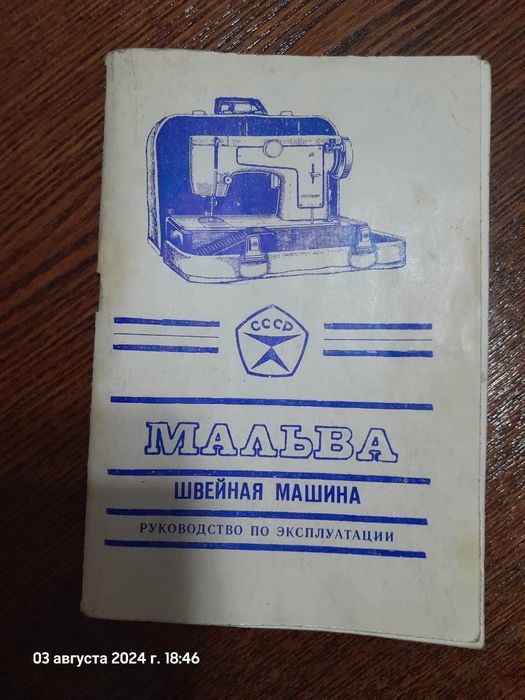 СССР
МАЛЬВА
ШВЕЙНАЯ МАШИНА
РУКОВОДСТВО ПО ЭКСПЛУАТАЦИИ
03 августа 2024 г. 18:46